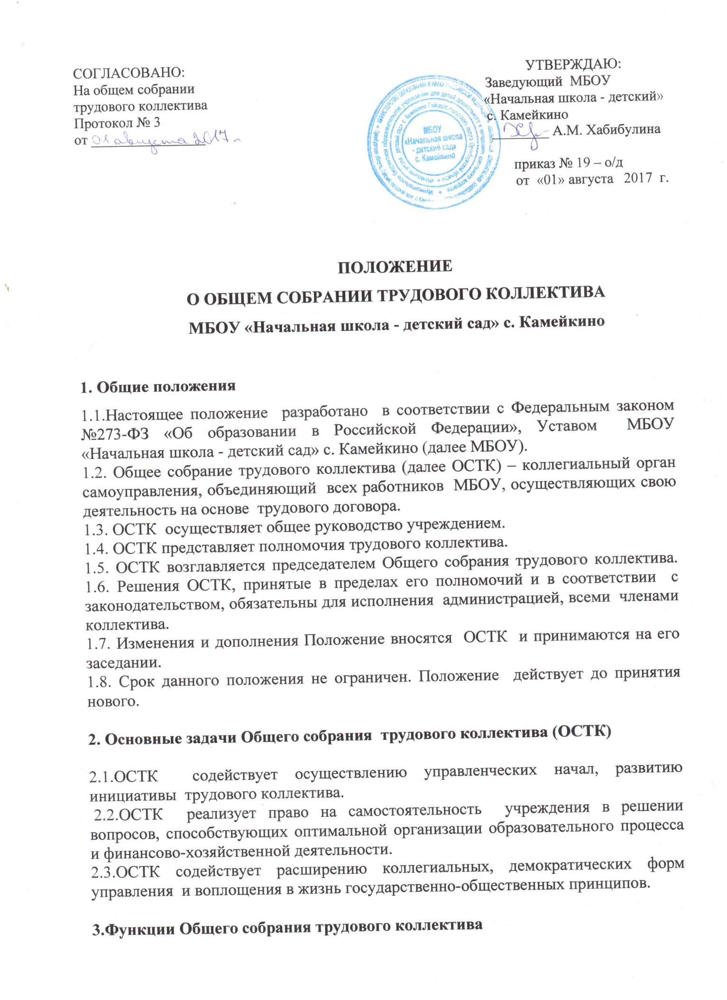 СОГЛАСОВАНО:
На общем собрании
трудового коллектива
Протокол № 3
от 01 августа 2017 г.
УТВЕРЖДАЮ:
Заведующий МБОУ
«Начальная школа - детский»
с. Камейкино
А.М. Хабибулина
приказ № 19 – о/д
от «01» августа 2017 г.
МБОУ
«Начальная школа
- детский сад»
с. Камейкино
ПОЛОЖЕНИЕ
О ОБЩЕМ СОБРАНИИ ТРУДОВОГО КОЛЛЕКТИВА
МБОУ «Начальная школа - детский сад» с. Камейкино
1. Общие положения
1.1.Настоящее положение разработано в соответствии с Федеральным законом
№273-ФЗ «Об образовании в Российской Федерации», Уставом МБОУ
«Начальная школа - детский сад» с. Камейкино (далее МБОУ).
1.2. Общее собрание трудового коллектива (далее ОСТК) – коллегиальный орган
самоуправления, объединяющий всех работников МБОУ, осуществляющих свою
деятельность на основе трудового договора.
1.3. ОСТК осуществляет общее руководство учреждением.
1.4. ОСТК представляет полномочия трудового коллектива.
1.5. ОСТК возглавляется председателем Общего собрания трудового коллектива.
1.6. Решения ОСТК, принятые в пределах его полномочий и в соответствии с
законодательством, обязательны для исполнения администрацией, всеми членами
коллектива.
1.7. Изменения и дополнения Положение вносятся ОСТК и принимаются на его
заседании.
1.8. Срок данного положения не ограничен. Положение действует до принятия
нового.
2. Основные задачи Общего собрания трудового коллектива (ОСТК)
2.1.ОСТК содействует осуществлению управленческих начал, развитию
инициативы трудового коллектива.
2.2.ОСТК реализует право на самостоятельность учреждения в решении
вопросов, способствующих оптимальной организации образовательного процесса
и финансово-хозяйственной деятельности.
2.3.ОСТК содействует расширению коллегиальных, демократических форм
управления и воплощения в жизнь государственно-общественных принципов.
3.Функции Общего собрания трудового коллектива